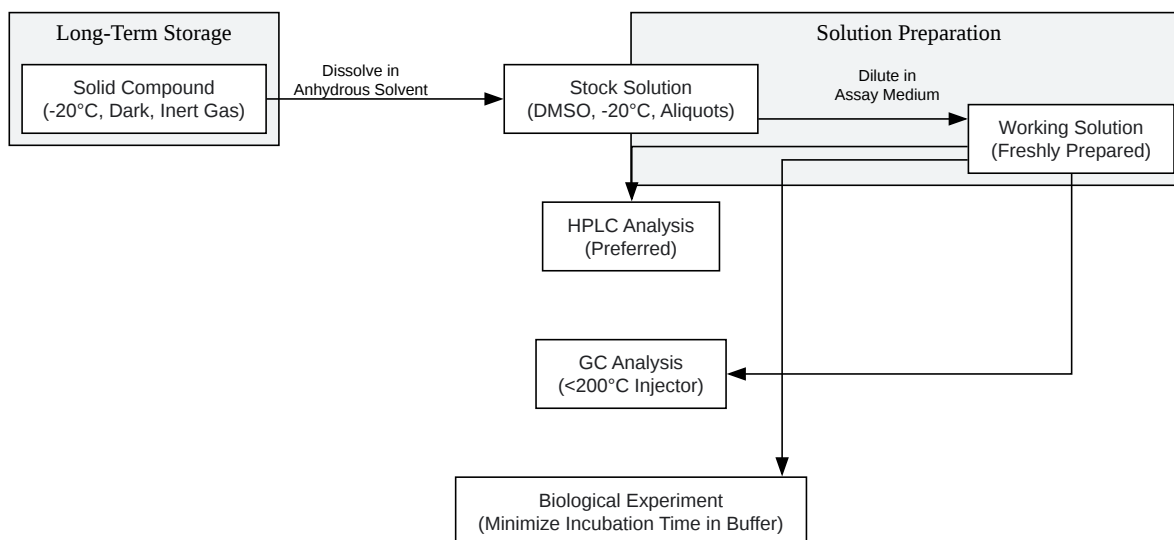 Long-Term Storage
Solid Compound
(-20°C, Dark, Inert Gas)
Dissolve in
Anhydrous Solvent
Solution Preparation
Stock Solution
(DMSO, -20°C, Aliquots)
Dilute in
Assay Medium
Working Solution
(Freshly Prepared)
HPLC Analysis
(Preferred)
GC Analysis
(<200°C Injector)
Biological Experiment
(Minimize Incubation Time in Buffer)